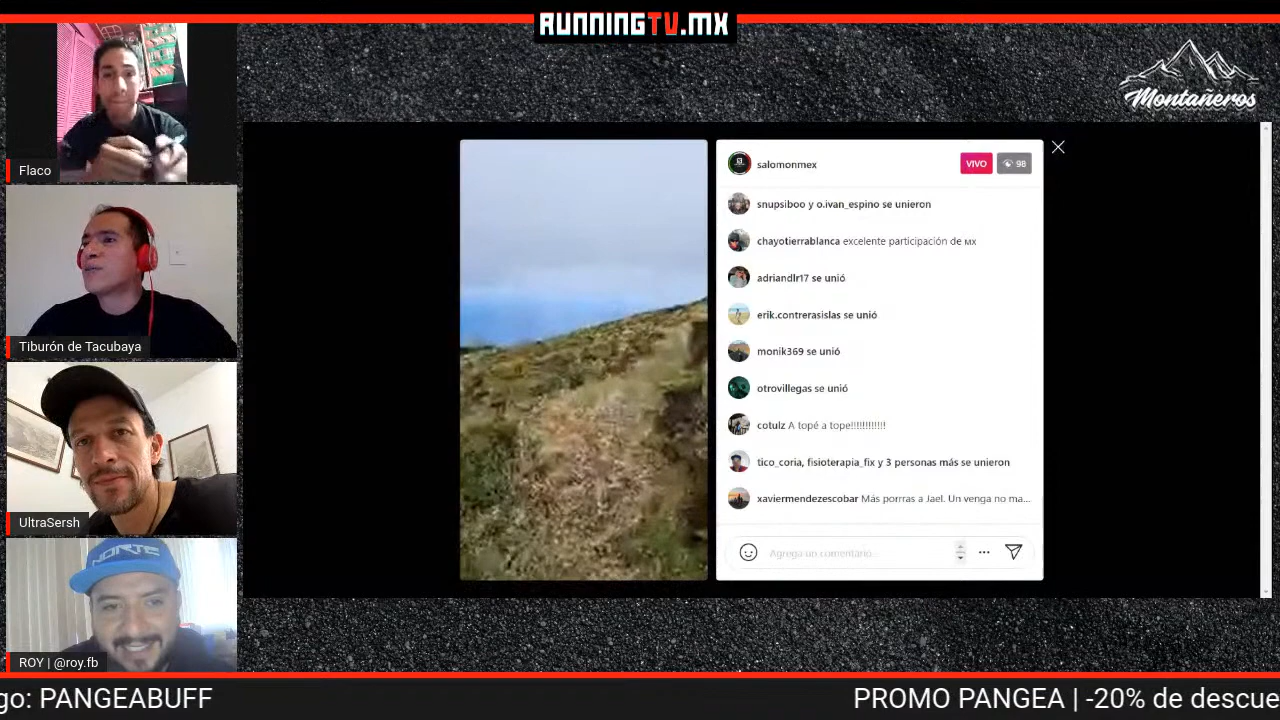 RUNNINGTV.MX
Montañeros
Flaco
Tiburón de Tacubaya
UltraSersh
NORTE
ROY | @roy.fb
salomonmex
VIVO
98
snupsiboo y o.ivan_espino se unieron
chayotierrablanca excelente participación de мx
adriandlr17 se unió
erik.contrerasislas se unió
monik369 se unió
otrovillegas se unió
cotulz A topé a tope!!!!!!!!!!!!
tico_coria, fisioterapia_fix y 3 personas más se unieron
xaviermendezescobar Más porras a Jael. Un venga no ma...
Agrega un comentario...
go: PANGEABUFF
PROMO PANGEA | -20% de descue